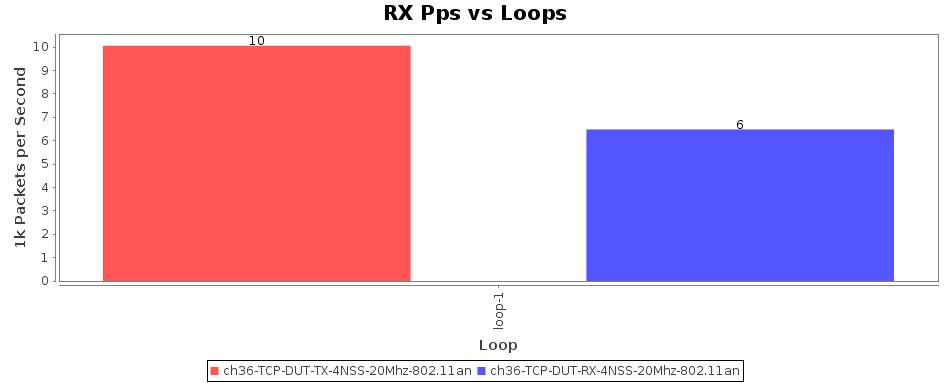 RX Pps vs Loops
10
6
1k Packets per Second
10
9
8
7
6
5
4
3
2
1
0
loop-1
Loop
ch36-TCP-DUT-TX-4NSS-20Mhz-802.11an ch36-TCP-DUT-RX-4NSS-20Mhz-802.11an